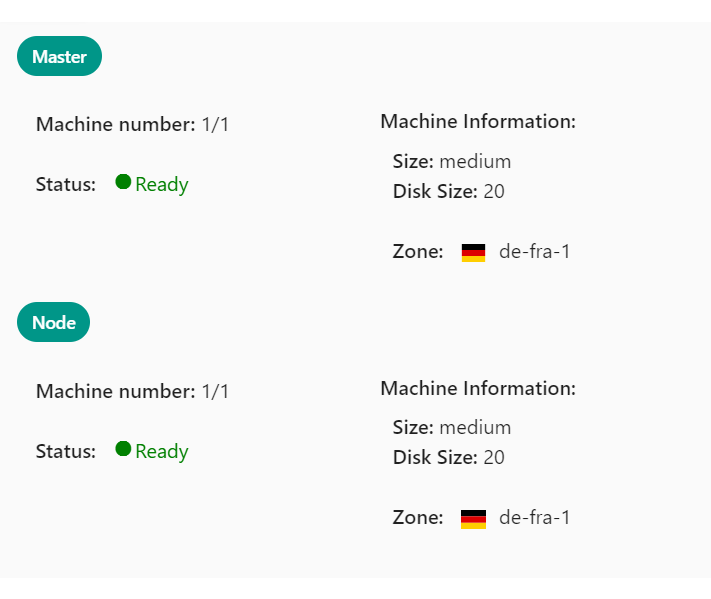 Master
Machine number: 1/1
Status: Ready
Machine Information:
Size: medium
Disk Size: 20
Zone: de-fra-1
Node
Machine number: 1/1
Status: Ready
Machine Information:
Size: medium
Disk Size: 20
Zone: de-fra-1